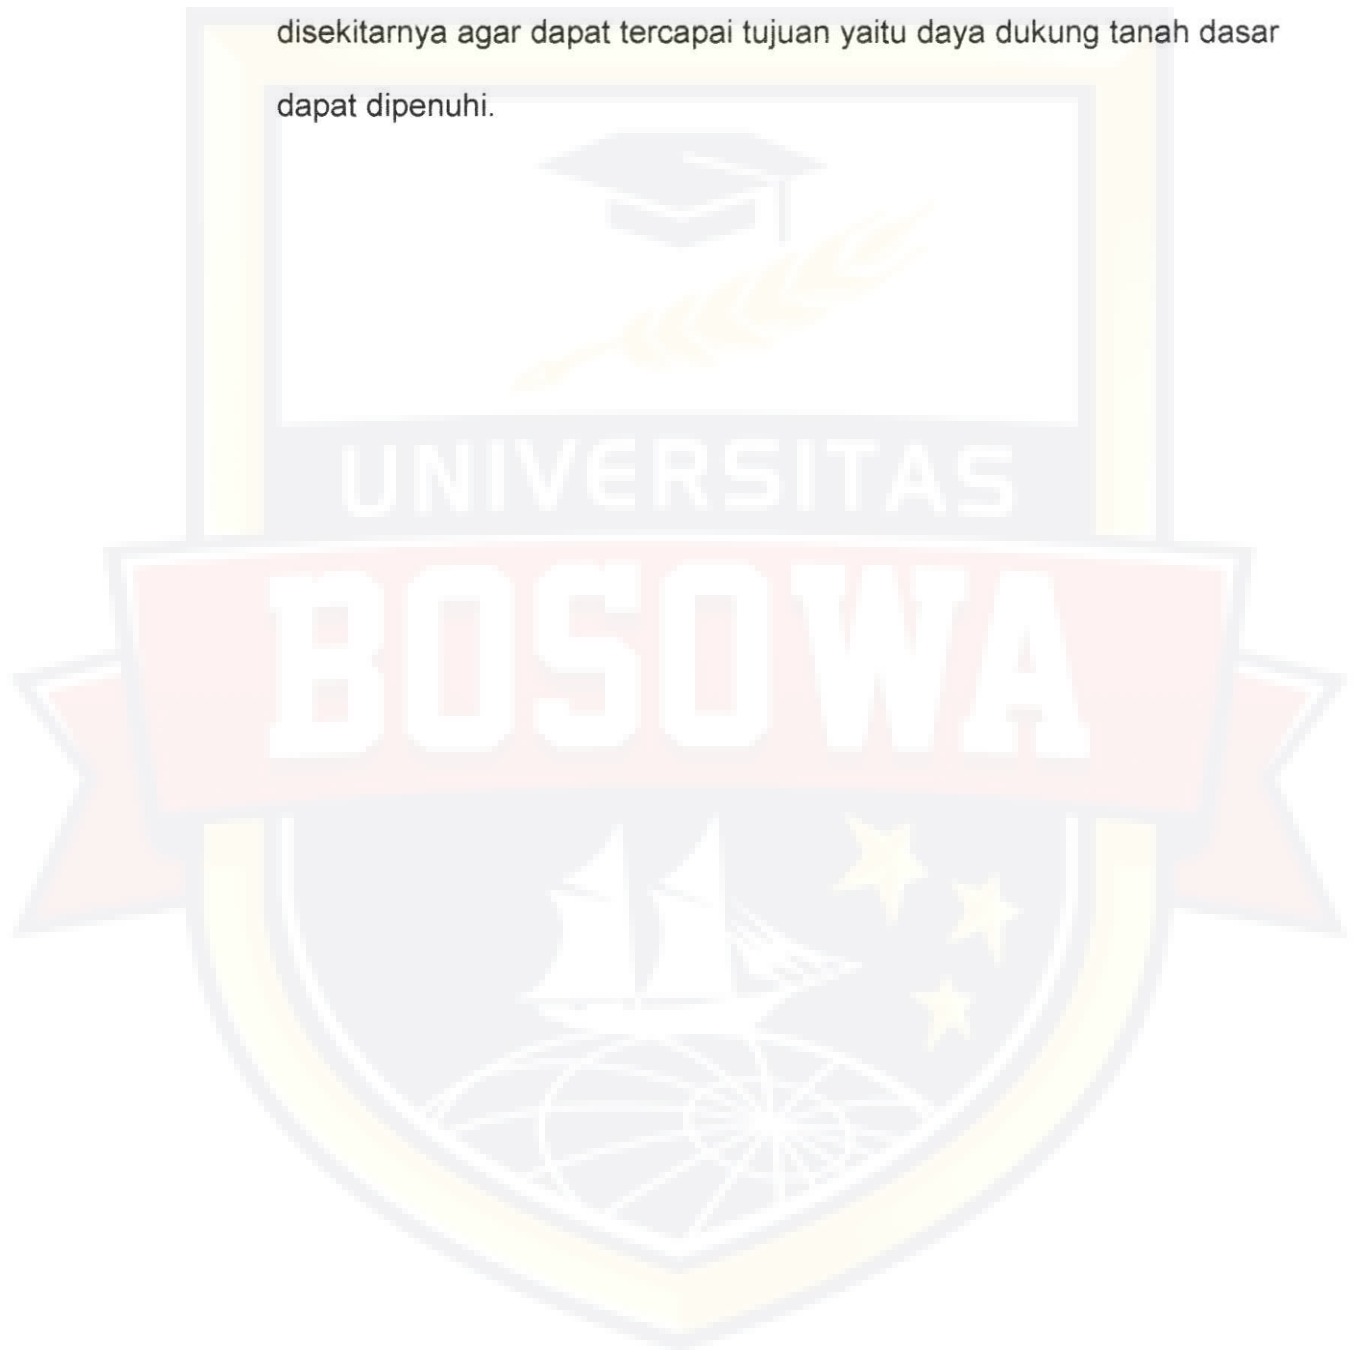 disekitarnya agar dapat tercapai tujuan yaitu daya dukung tanah dasar
dapat dipenuhi.
UNIVERSITAS
BOSOWA